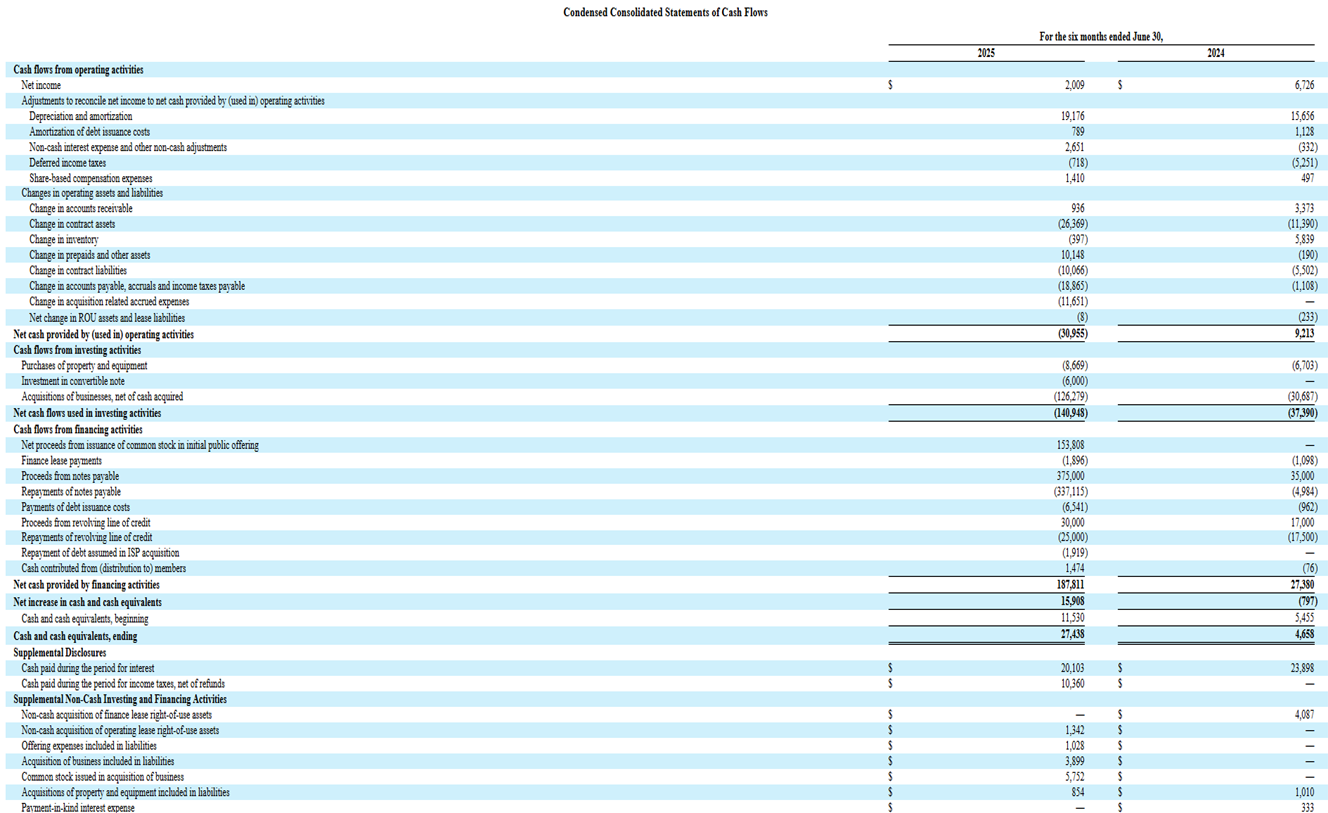 Condensed Consolidated Statements of Cash Flows
For the six months ended June 30,
2025 2024
Cash flows from operating activities
Net income $ 2,009 $ 6,726
Adjustments to reconcile net income to net cash provided by (used in) operating activities
Depreciation and amortization 19,176 15,656
Amortization of debt issuance costs 789 1,128
Non-cash interest expense and other non-cash adjustments 2,651 (332)
Deferred income taxes (718) (5,251)
Share-based compensation expenses 1,410 497
Changes in operating assets and liabilities
Change in accounts receivable 936 3,373
Change in contract assets (26,369) (11,390)
Change in inventory (397) 5,839
Change in prepaids and other assets 10,148 (190)
Change in contract liabilities (10,066) (5,502)
Change in accounts payable, accruals and income taxes payable (18,865) (1,108)
Change in acquisition related accrued expenses (11,651) —
Net change in ROU assets and lease liabilities (8) (233)
Net cash provided by (used in) operating activities (30,955) 9,213
Cash flows from investing activities
Purchases of property and equipment (8,669) (6,703)
Investment in convertible note (6,000) —
Acquisitions of businesses, net of cash acquired (126,279) (30,687)
Net cash flows used in investing activities (140,948) (37,390)
Cash flows from financing activities
Net proceeds from issuance of common stock in initial public offering 153,808 —
Finance lease payments (1,896) (1,098)
Proceeds from notes payable 375,000 35,000
Repayments of notes payable (337,115) (4,984)
Payments of debt issuance costs (6,541) (962)
Proceeds from revolving line of credit 30,000 17,000
Repayments of revolving line of credit (25,000) (17,500)
Repayment of debt assumed in ISP acquisition (1,919) —
Cash contributed from (distribution to) members 1,474 (76)
Net cash provided by financing activities 187,811 27,380
Net increase in cash and cash equivalents 15,908 (797)
Cash and cash equivalents, beginning 11,530 5,455
Cash and cash equivalents, ending 27,438 4,658
Supplemental Disclosures
Cash paid during the period for interest $ 20,103 $ 23,898
Cash paid during the period for income taxes, net of refunds $ 10,360 $ —
Supplemental Non-Cash Investing and Financing Activities
Non-cash acquisition of finance lease right-of-use assets $ — $ 4,087
Non-cash acquisition of operating lease right-of-use assets $ 1,342 $ —
Offering expenses included in liabilities $ 1,028 $ —
Acquisition of business included in liabilities $ 3,899 $ —
Common stock issued in acquisition of business $ 5,752 $ —
Acquisitions of property and equipment included in liabilities $ 854 $ 1,010
Payment-in-kind interest expense $ — $ 333